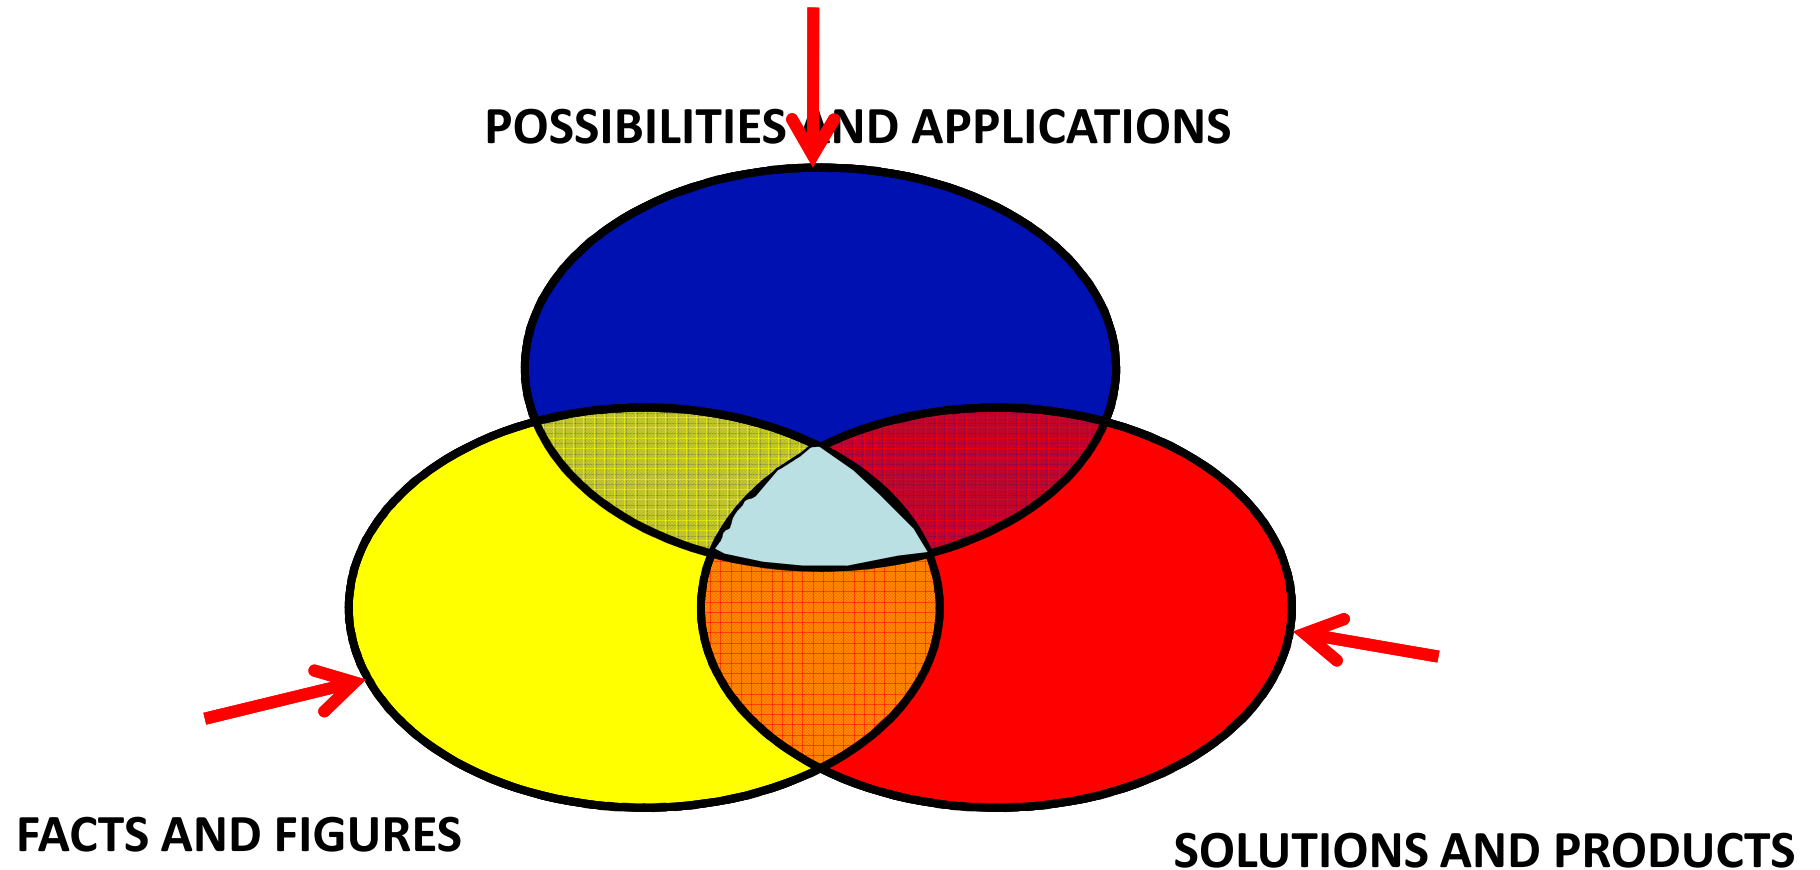 POSSIBILITIES AND APPLICATIONS
FACTS AND FIGURES
SOLUTIONS AND PRODUCTS